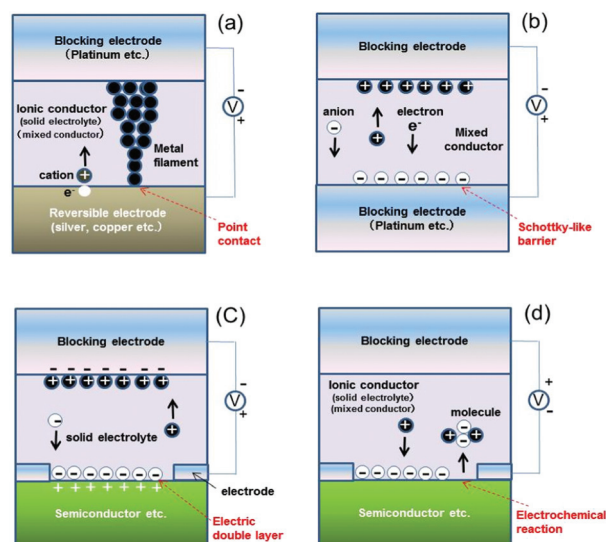 (a)
Blocking electrode
(Platinum etc.)
Ionic conductor
(solid electrolyte)
(mixed conductor)
Metal
filament
cation
+
e-
Reversible electrode
(silver, copper etc.)
Point
contact
-
V
+
(b)
+ + + + + +
anion
-
+
electron
e-
Mixed
conductor
- - - - - -
Blocking electrode
(Platinum etc.)
Schottky-like
barrier
-
V
+
(C)
Blocking electrode
- - - - - - -
+ + + + + + +
-
solid electrolyte
+
- - - - - - -
+ + + + + + +
electrode
Semiconductor etc.
Electric
double layer
-
V
+
(d)
Blocking electrode
Ionic conductor
(solid electrolyte)
(mixed conductor)
+
molecule
-
+ +
-
- - - - - -
Semiconductor etc.
Electrochemical
reaction
+
V
-